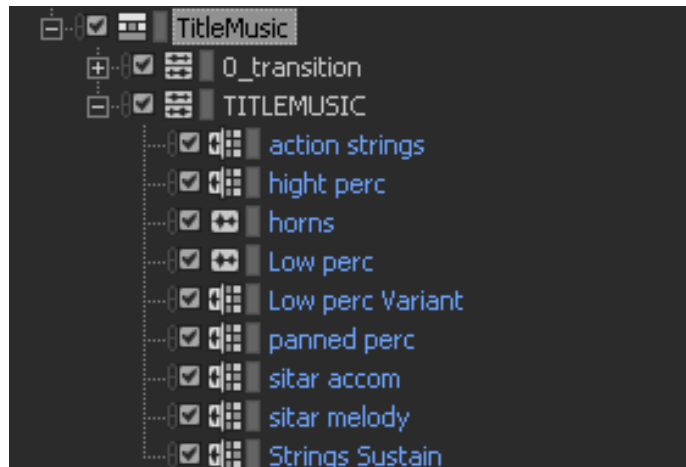 TitleMusic
0_transition
TITLEMUSIC
action strings
hight perc
horns
Low perc
Low perc Variant
panned perc
sitar accom
sitar melody
Strings Sustain